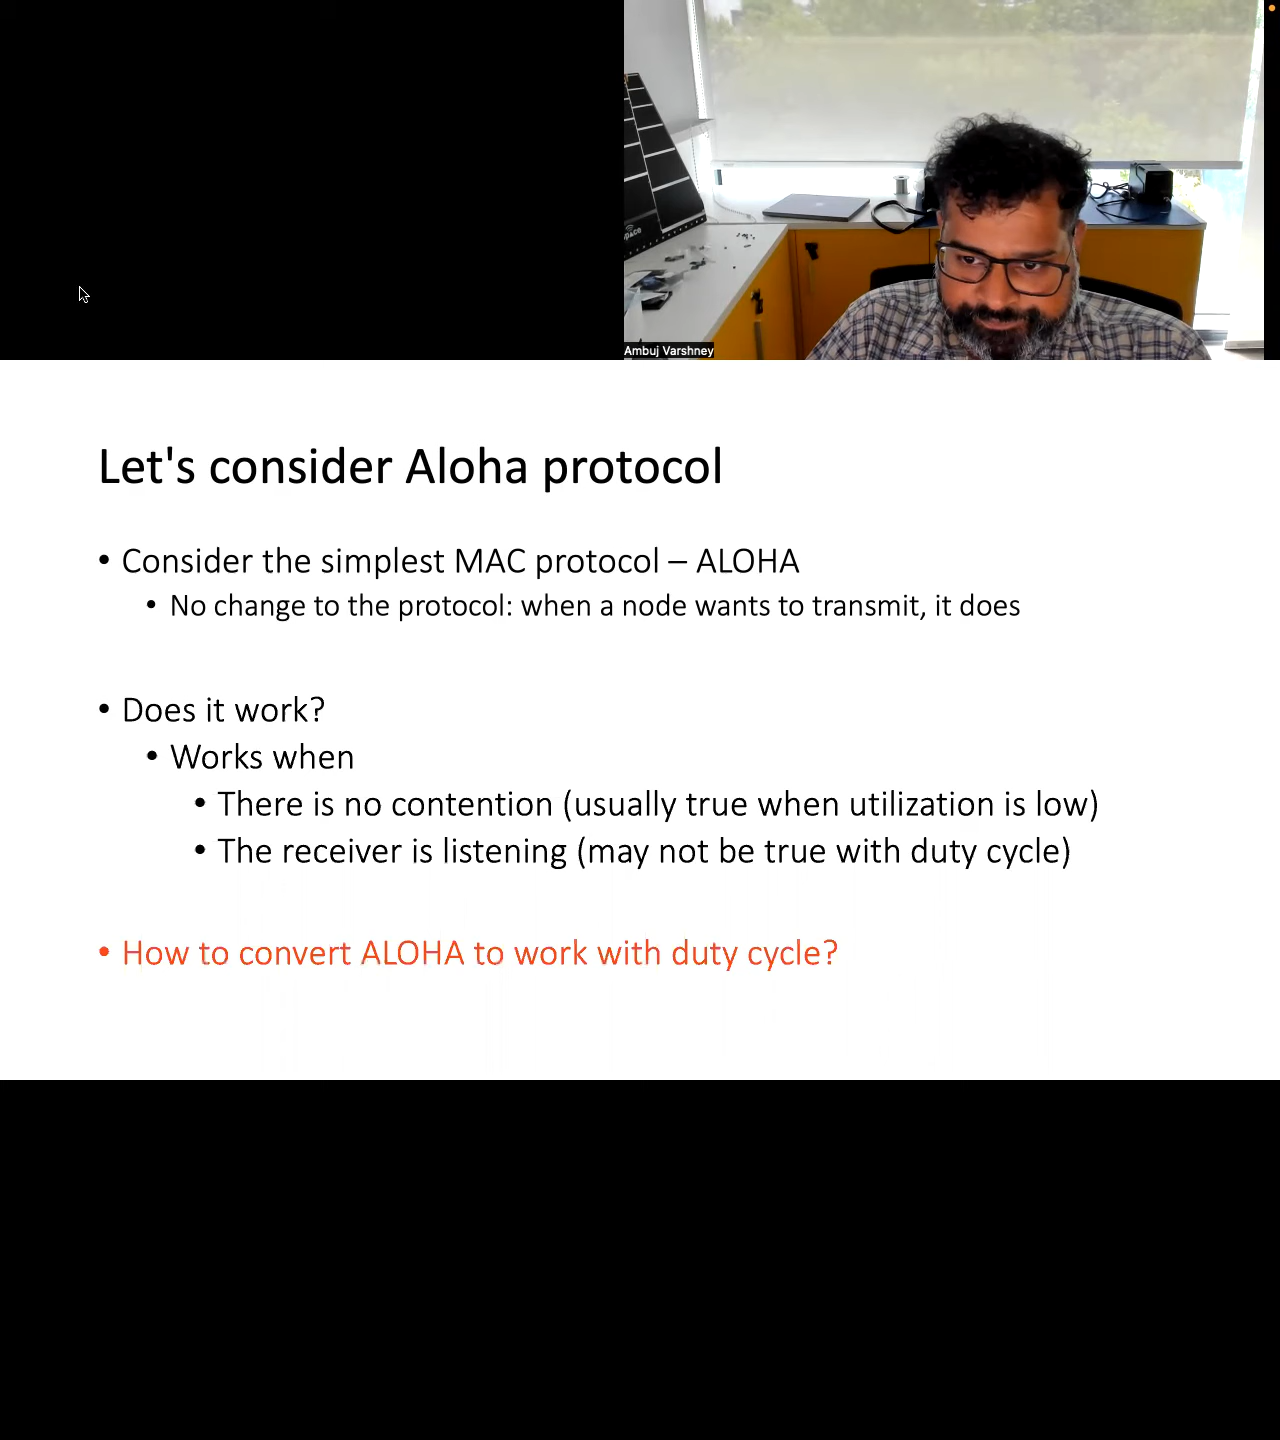 Ambuj Varshney
Let's consider Aloha protocol
• Consider the simplest MAC protocol – ALOHA
• No change to the protocol: when a node wants to transmit, it does
• Does it work?
• Works when
• There is no contention (usually true when utilization is low)
• The receiver is listening (may not be true with duty cycle)
• How to convert ALOHA to work with duty cycle?